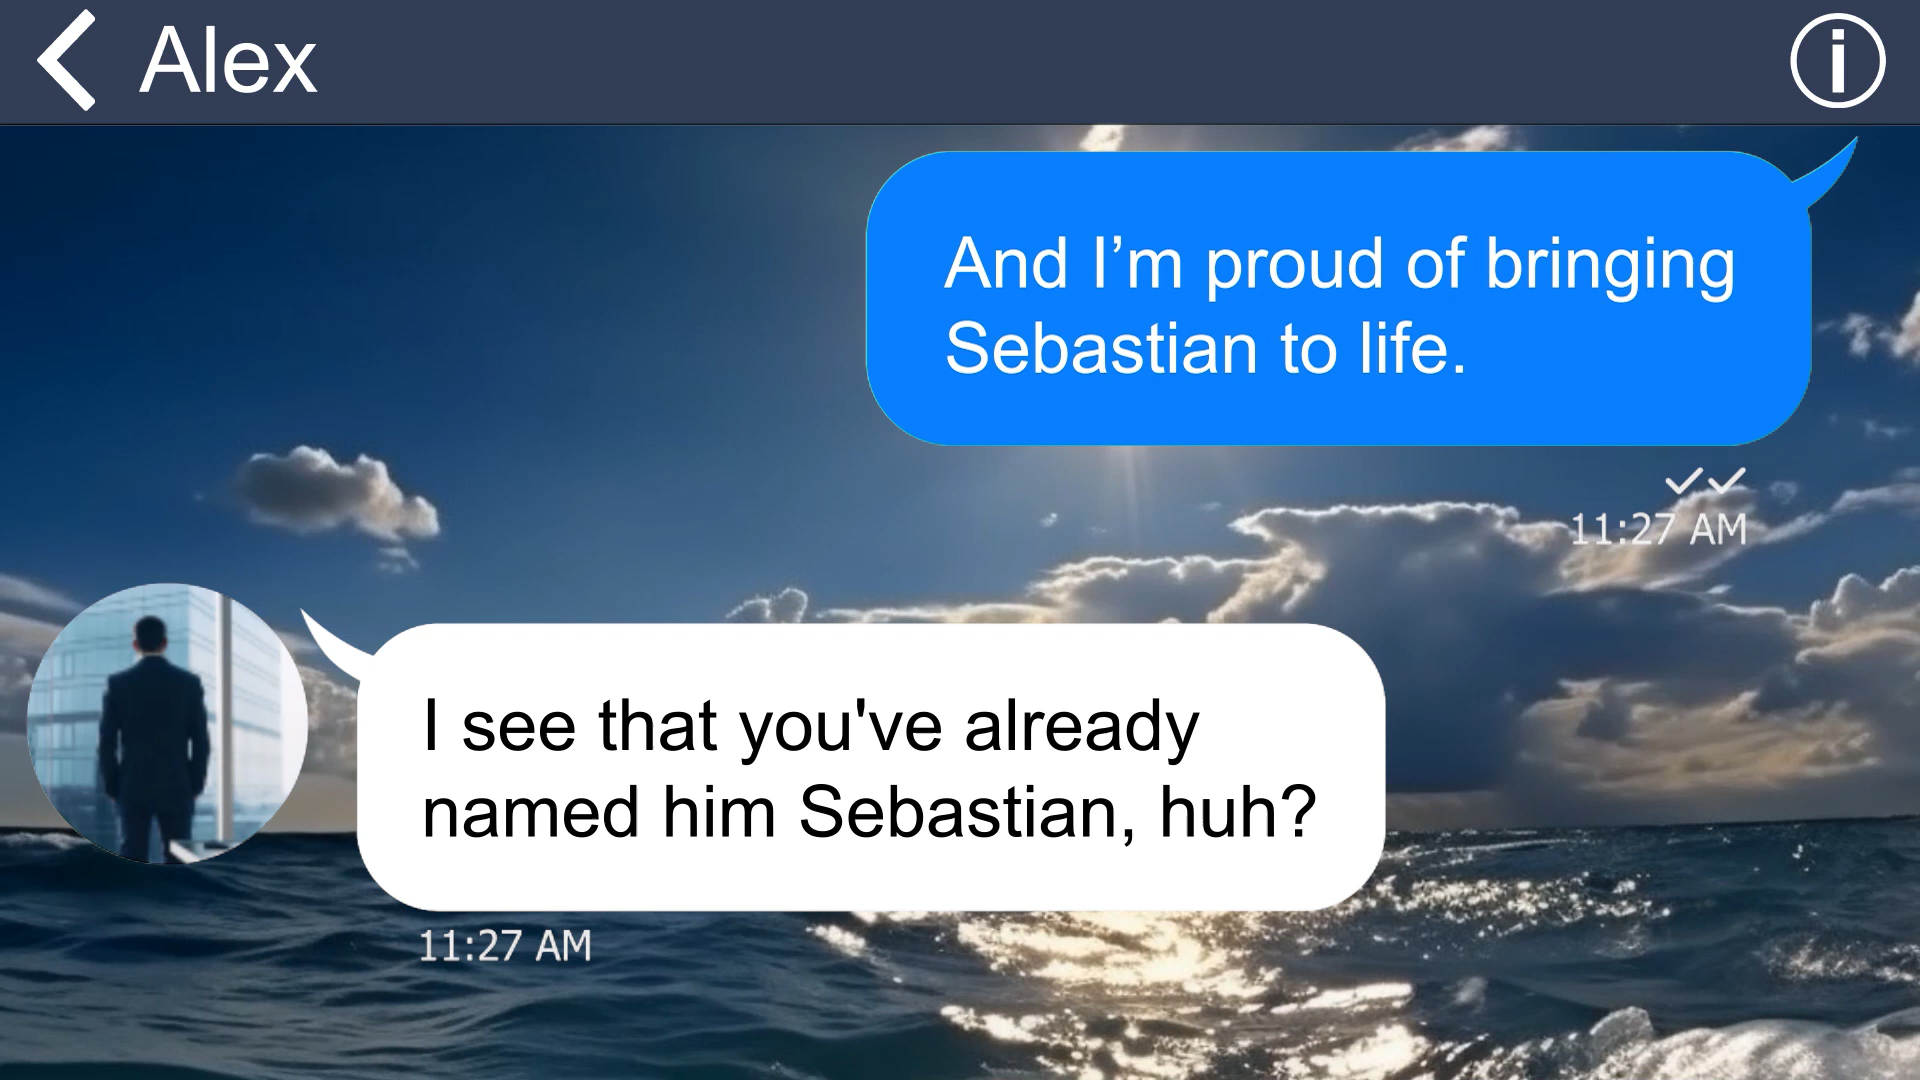 Alex
And I’m proud of bringing
Sebastian to life.
11:27 AM
I see that you've already
named him Sebastian, huh?
11:27 AM